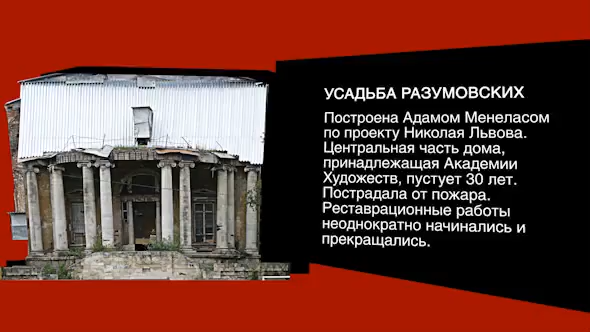 УСАДЬБА РАЗУМОВСКИХ
Построена Адамом Менеласом
по проекту Николая Львова.
Центральная часть дома,
принадлежащая Академии
Художеств, пустует 30 лет.
Пострадала от пожара.
Реставрационные работы
неоднократно начинались и
прекращались.